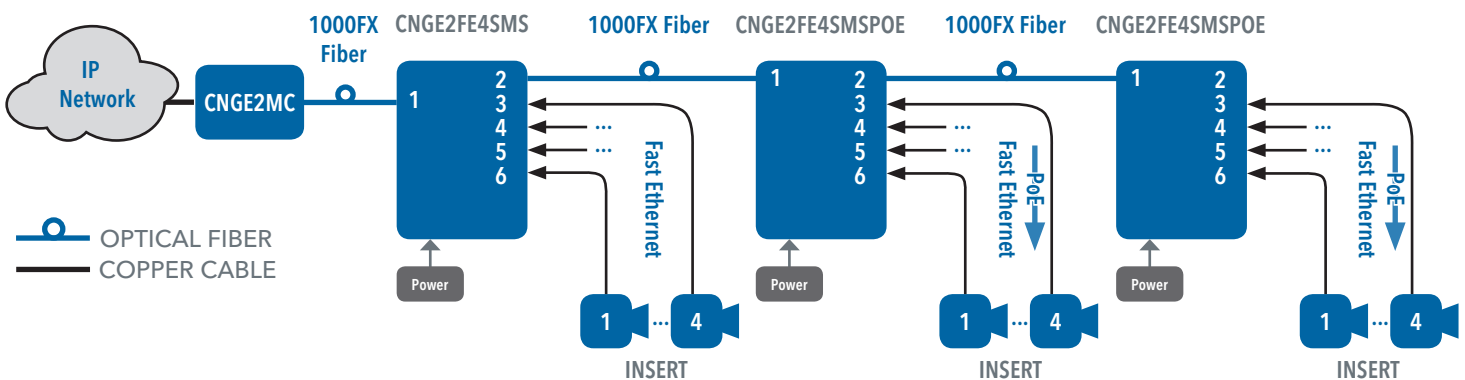 1000FX
Fiber
CNGE2FE4SMS
1000FX Fiber
CNGE2FE4SMSPOE
1000FX Fiber
CNGE2FE4SMSPOE
IP
Network
CNGE2MC
1
2
3
4
5
6
...
...
Fast Ethernet
1
2
3
4
5
6
...
...
Fast Ethernet
PoE
1
2
3
4
5
6
...
...
Fast Ethernet
PoE
OPTICAL FIBER
COPPER CABLE
Power
Power
Power
1 ... 4
1 ... 4
1 ... 4
INSERT
INSERT
INSERT